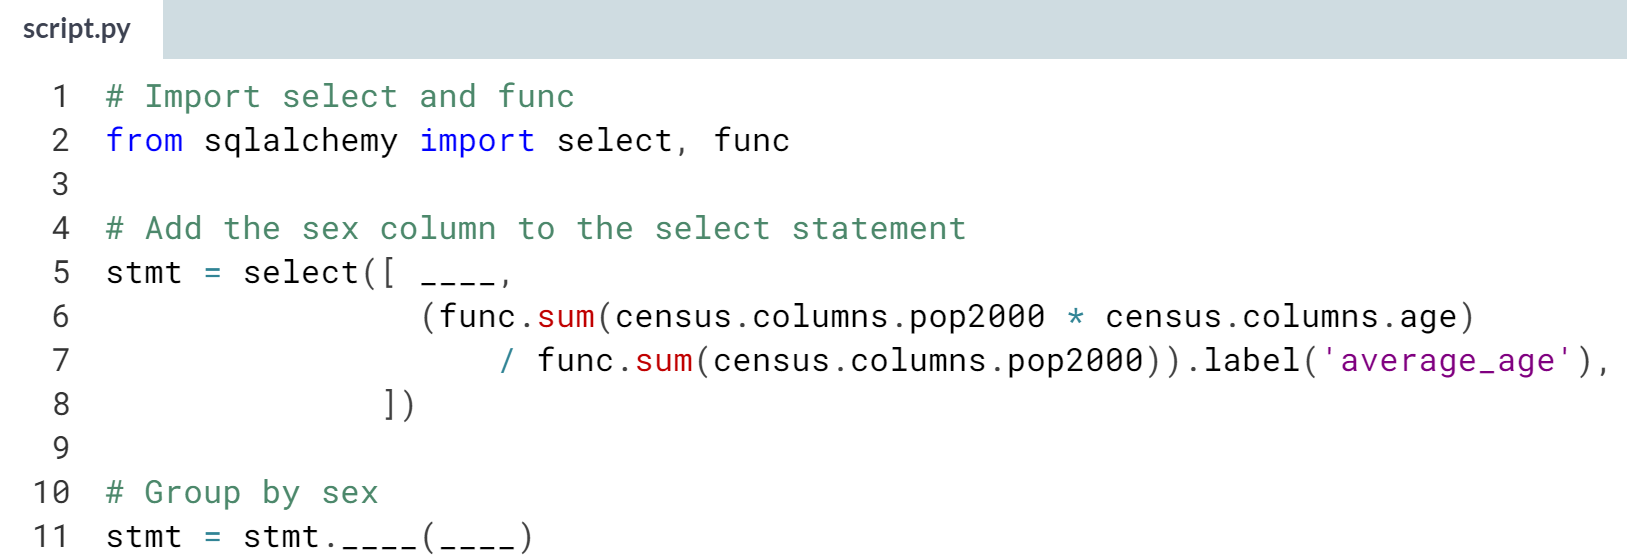 script.py
1 # Import select and func
2 from sqlalchemy import select, func
3
4 # Add the sex column to the select statement
5 stmt = select([ ____,
6                 (func.sum(census.columns.pop2000 * census.columns.age)
7                     / func.sum(census.columns.pop2000)).label('average_age'),
8               ])
9
10 # Group by sex
11 stmt = stmt.____(____)